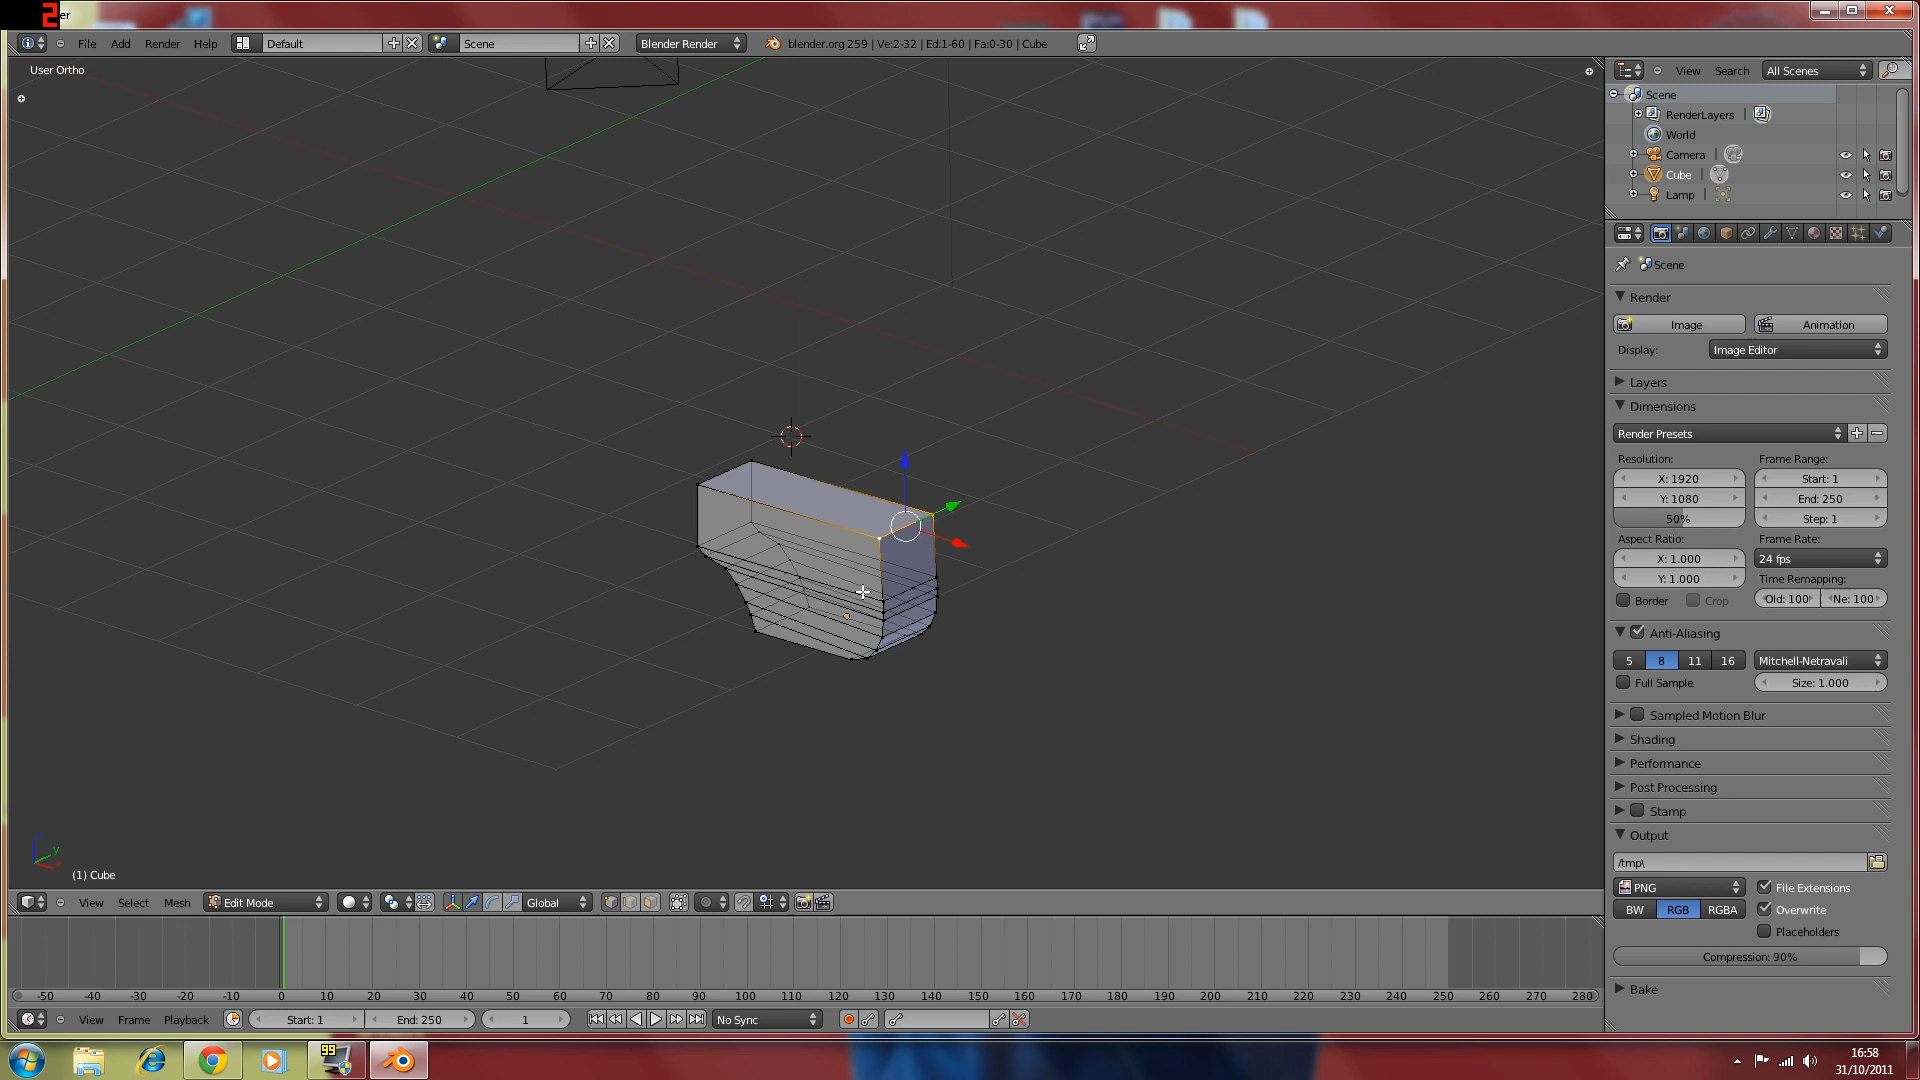 2
er
File Add Render Help
Default
Scene
Blender Render
blender.org 259 | Ve:2-32 | Ed:1-60 | Fa:0-30 | Cube
User Ortho
(1) Cube
View Search All Scenes
Scene
RenderLayers |
World
Camera |
Cube |
Lamp |
Scene
Render
Image
Animation
Display:
Image Editor
Layers
Dimensions
Render Presets
Resolution:
Frame Range:
X: 1920
Start: 1
Y: 1080
End: 250
50%
Step: 1
Aspect Ratio:
Frame Rate:
X: 1.000
24 fps
Y: 1.000
Time Remapping:
Border
Crop
Old: 100
Ne: 100
Anti-Aliasing
5 8 11 16
Mitchell-Netravali
Full Sample
Size: 1.000
Sampled Motion Blur
Shading
Performance
Post Processing
Stamp
Output
/tmp\
PNG
File Extensions
BW RGB RGBA
Overwrite
Placeholders
Compression: 90%
Bake
View Select Mesh
Edit Mode
Global
-50 -40 -30 -20 -10 0 10 20 30 40 50 60 70 80 90 100 110 120 130 140 150 160 170 180 190 200 210 220 230 240 250 260 270 280
View Frame Playback
Start: 1
End: 250
1
No Sync
99
16:58
31/10/2011
x
y